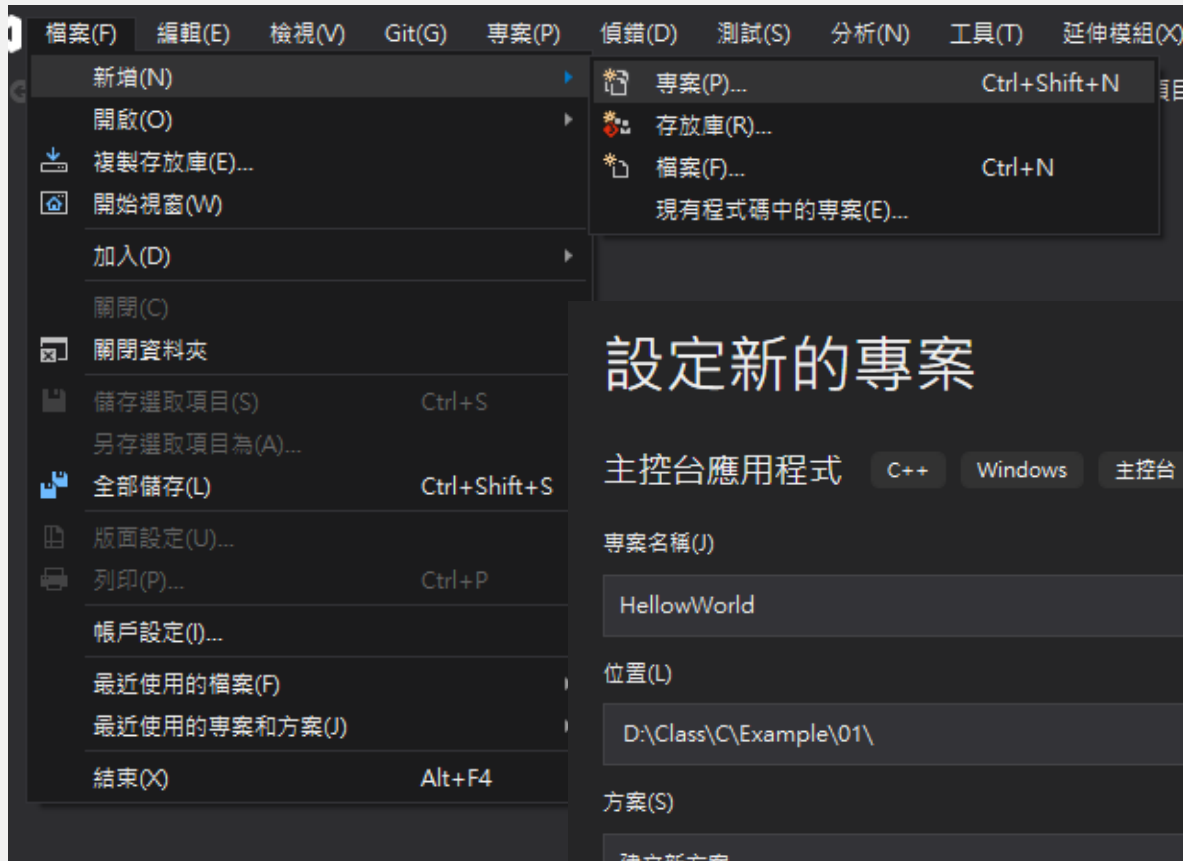 檔案(F) 編輯(E) 檢視(V) Git(G) 專案(P) 偵錯(D) 測試(S) 分析(N) 工具(T) 延伸模組(X)
新增(N)
開啟(O)
複製存放庫(E)...
開始視窗(W)
加入(D)
關閉(C)
關閉資料夾
儲存選取項目(S) Ctrl+S
另存選取項目為(A)...
全部儲存(L) Ctrl+Shift+S
版面設定(U)...
列印(P)... Ctrl+P
帳戶設定(I)...
最近使用的檔案(F)
最近使用的專案和方案(J)
結束(X) Alt+F4
專案(P)... Ctrl+Shift+N
存放庫(R)...
檔案(F)... Ctrl+N
現有程式碼中的專案(E)...
設定新的專案
主控台應用程式 C++ Windows 主控台
專案名稱(J)
HellowWorld
位置(L)
D:\Class\C\Example\01\
方案(S)
建立新方案